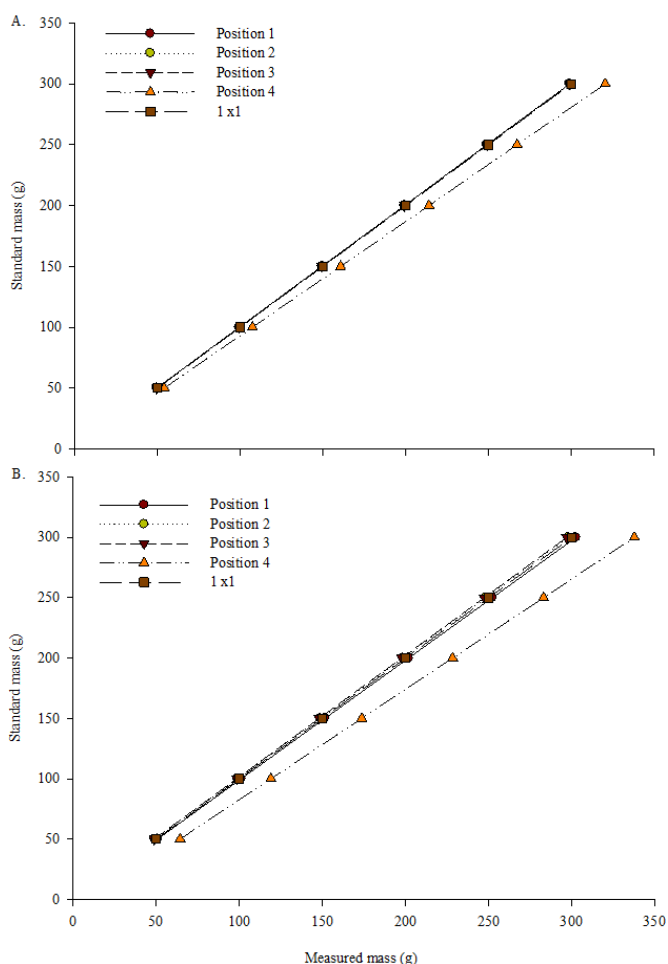 A.
350
Position 1
Position 2
300
Position 3
Position 4
1 x1
250
200
Standard mass (g)
150
100
50
0
B.
350
Position 1
Position 2
300
Position 3
Position 4
1 x1
250
200
Standard mass (g)
150
100
50
0
0 50 100 150 200 250 300 350
Measured mass (g)